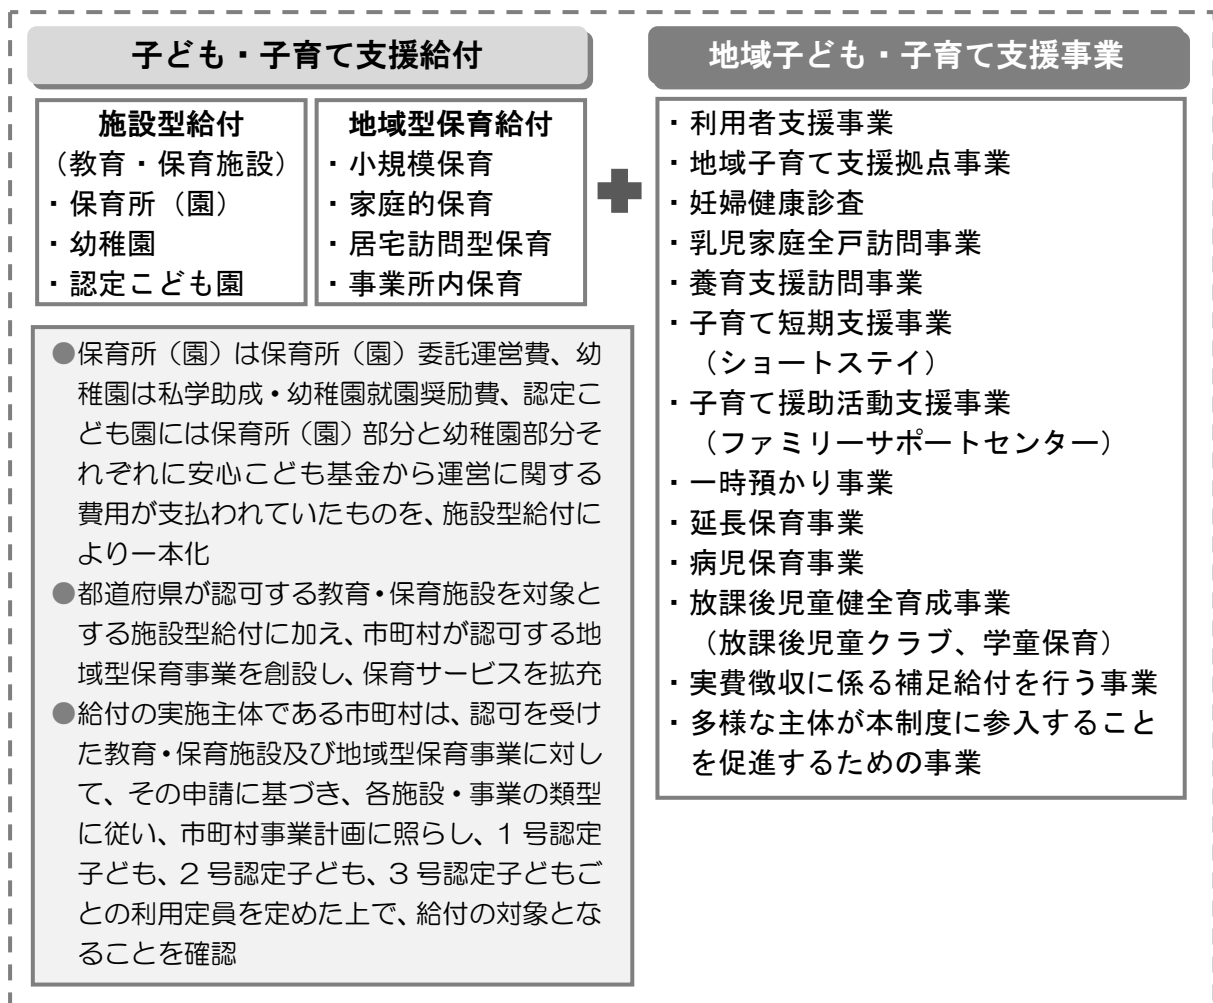 子ども・子育て支援給付
施設型給付
（教育・保育施設）
・保育所（園）
・幼稚園
・認定こども園
地域型保育給付
・小規模保育
・家庭的保育
・居宅訪問型保育
・事業所内保育
●保育所（園）は保育所（園）委託運営費、幼
稚園は私学助成・幼稚園就園奨励費、認定こ
ども園には保育所（園）部分と幼稚園部分そ
れぞれに安心こども基金から運営に関する
費用が支払われていたものを、施設型給付に
より一本化
●都道府県が認可する教育・保育施設を対象と
する施設型給付に加え、市町村が認可する地
域型保育事業を創設し、保育サービスを拡充
●給付の実施主体である市町村は、認可を受け
た教育・保育施設及び地域型保育事業に対し
て、その申請に基づき、各施設・事業の類型
に従い、市町村事業計画に照らし、1 号認定
子ども、2 号認定子ども、3 号認定子どもご
との利用定員を定めた上で、給付の対象とな
ることを確認
地域子ども・子育て支援事業
・利用者支援事業
・地域子育て支援拠点事業
・妊婦健康診査
・乳児家庭全戸訪問事業
・養育支援訪問事業
・子育て短期支援事業
（ショートステイ）
・子育て援助活動支援事業
（ファミリーサポートセンター）
・一時預かり事業
・延長保育事業
・病児保育事業
・放課後児童健全育成事業
（放課後児童クラブ、学童保育）
・実費徴収に係る補足給付を行う事業
・多様な主体が本制度に参入すること
を促進するための事業